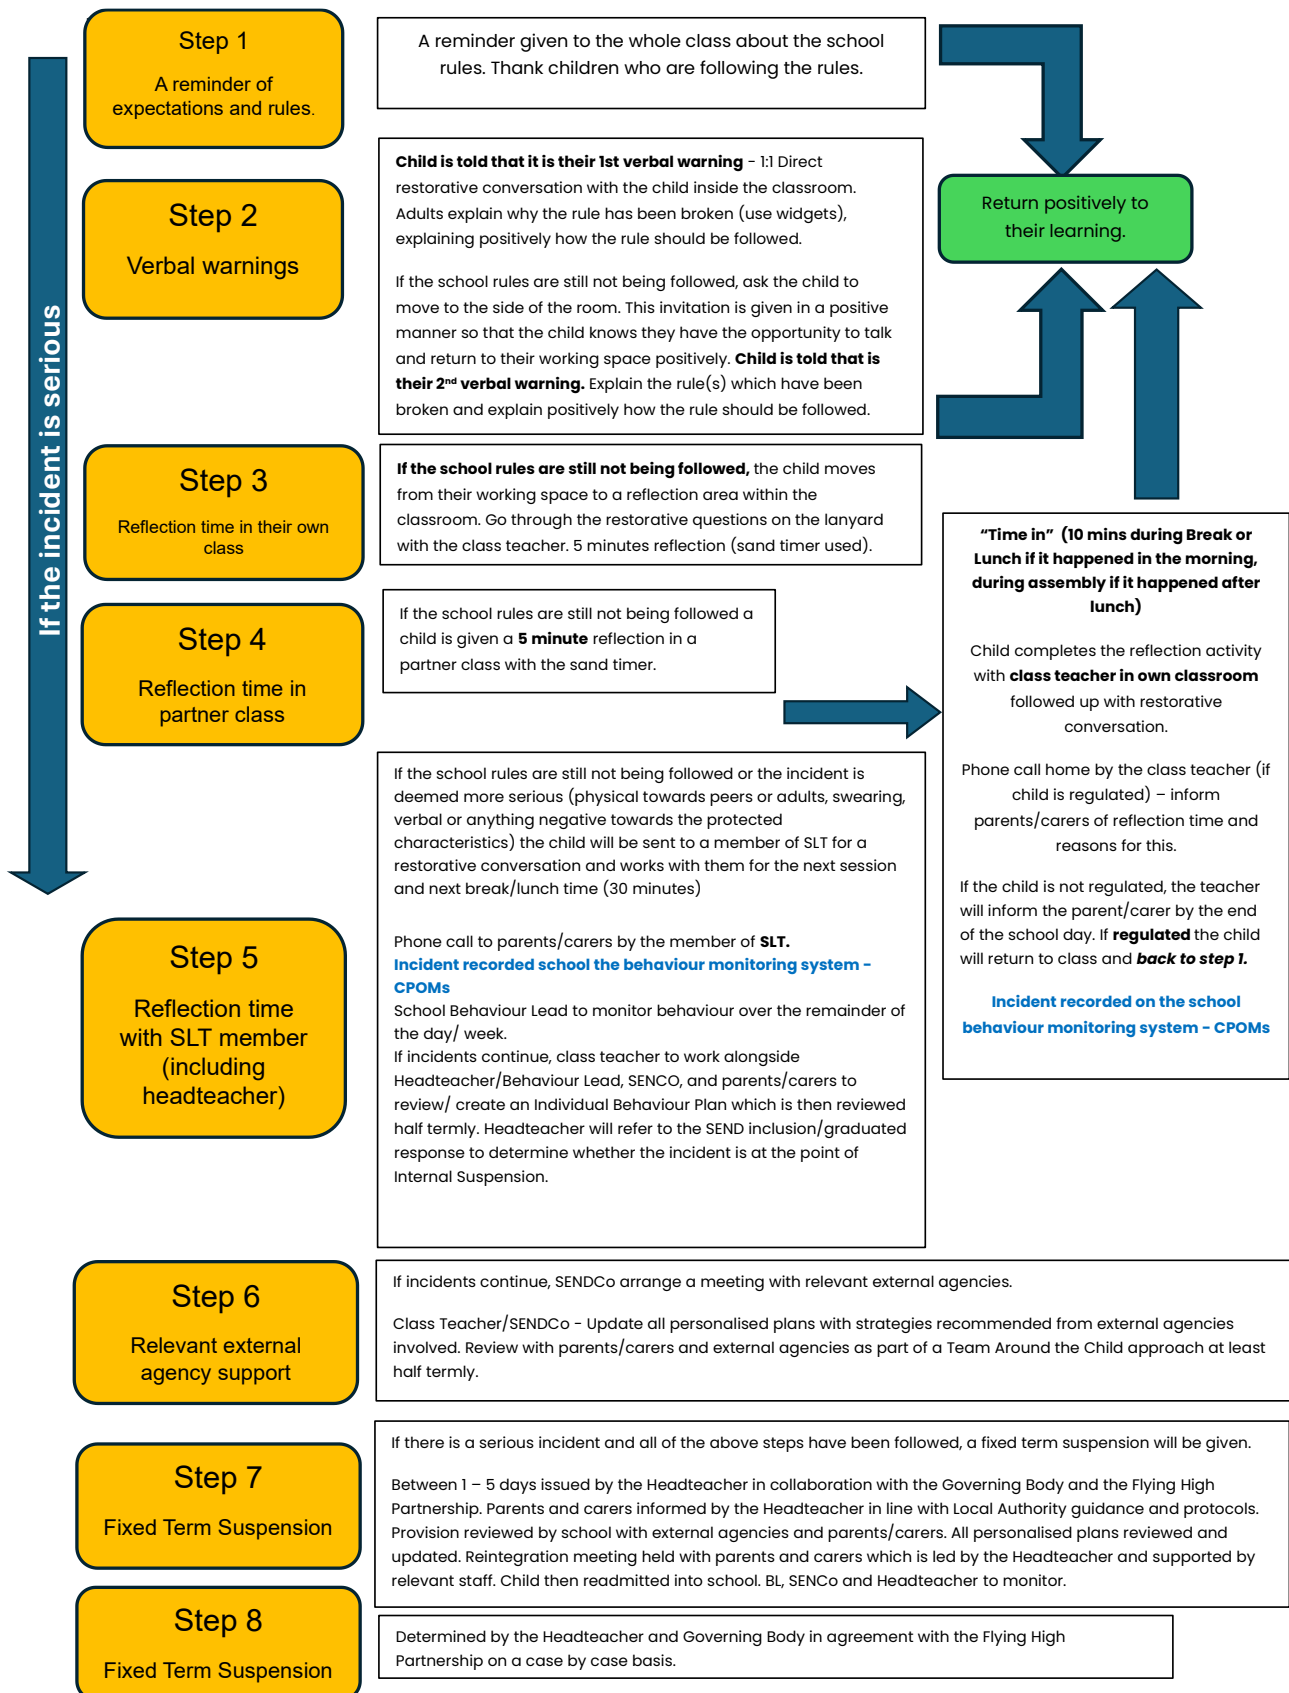 If the incident is serious
Step 1
A reminder of
expectations and rules.
A reminder given to the whole class about the school
rules. Thank children who are following the rules.
Step 2
Verbal warnings
Child is told that it is their 1st verbal warning - 1:1 Direct
restorative conversation with the child inside the classroom.
Adults explain why the rule has been broken (use widgets),
explaining positively how the rule should be followed.
If the school rules are still not being followed, ask the child to
move to the side of the room. This invitation is given in a positive
manner so that the child knows they have the opportunity to talk
and return to their working space positively. Child is told that is
their 2nd verbal warning. Explain the rule(s) which have been
broken and explain positively how the rule should be followed.
Return positively to
their learning.
Step 3
Reflection time in their own
class
If the school rules are still not being followed, the child moves
from their working space to a reflection area within the
classroom. Go through the restorative questions on the lanyard
with the class teacher. 5 minutes reflection (sand timer used).
Step 4
Reflection time in
partner class
If the school rules are still not being followed a
child is given a 5 minute reflection in a
partner class with the sand timer.
“Time in” (10 mins during Break or
Lunch if it happened in the morning,
during assembly if it happened after
lunch)
Child completes the reflection activity
with class teacher in own classroom
followed up with restorative
conversation.
Phone call home by the class teacher (if
child is regulated) – inform
parents/carers of reflection time and
reasons for this.
If the child is not regulated, the teacher
will inform the parent/carer by the end
of the school day. If regulated the child
will return to class and back to step 1.
Incident recorded on the school
behaviour monitoring system - CPOMs
Step 5
Reflection time
with SLT member
(including
headteacher)
If the school rules are still not being followed or the incident is
deemed more serious (physical towards peers or adults, swearing,
verbal or anything negative towards the protected
characteristics) the child will be sent to a member of SLT for a
restorative conversation and works with them for the next session
and next break/lunch time (30 minutes)
Phone call to parents/carers by the member of SLT.
Incident recorded school the behaviour monitoring system -
CPOMs
School Behaviour Lead to monitor behaviour over the remainder of
the day/ week.
If incidents continue, class teacher to work alongside
Headteacher/Behaviour Lead, SENCO, and parents/carers to
review/ create an Individual Behaviour Plan which is then reviewed
half termly. Headteacher will refer to the SEND inclusion/graduated
response to determine whether the incident is at the point of
Internal Suspension.
Step 6
Relevant external
agency support
If incidents continue, SENDCo arrange a meeting with relevant external agencies.
Class Teacher/SENDCo - Update all personalised plans with strategies recommended from external agencies
involved. Review with parents/carers and external agencies as part of a Team Around the Child approach at least
half termly.
Step 7
Fixed Term Suspension
If there is a serious incident and all of the above steps have been followed, a fixed term suspension will be given.
Between 1 – 5 days issued by the Headteacher in collaboration with the Governing Body and the Flying High
Partnership. Parents and carers informed by the Headteacher in line with Local Authority guidance and protocols.
Provision reviewed by school with external agencies and parents/carers. All personalised plans reviewed and
updated. Reintegration meeting held with parents and carers which is led by the Headteacher and supported by
relevant staff. Child then readmitted into school. BL, SENCo and Headteacher to monitor.
Step 8
Fixed Term Suspension
Determined by the Headteacher and Governing Body in agreement with the Flying High
Partnership on a case by case basis.